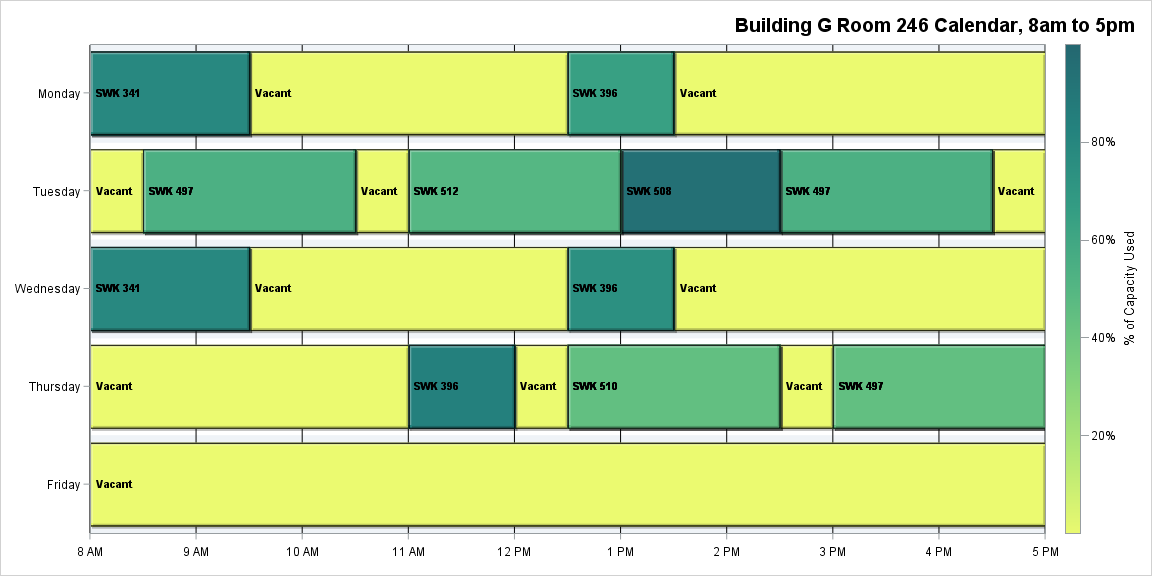 Building G Room 246 Calendar, 8am to 5pm
Monday
SWK 341
Vacant
SWK 396
Vacant
Tuesday
Vacant
SWK 497
Vacant
SWK 512
SWK 508
SWK 497
Vacant
Wednesday
SWK 341
Vacant
SWK 396
Vacant
Thursday
Vacant
SWK 396
Vacant
SWK 510
Vacant
SWK 497
Friday
Vacant
8 AM
9 AM
10 AM
11 AM
12 PM
1 PM
2 PM
3 PM
4 PM
5 PM
80%
60%
40%
20%
% of Capacity Used